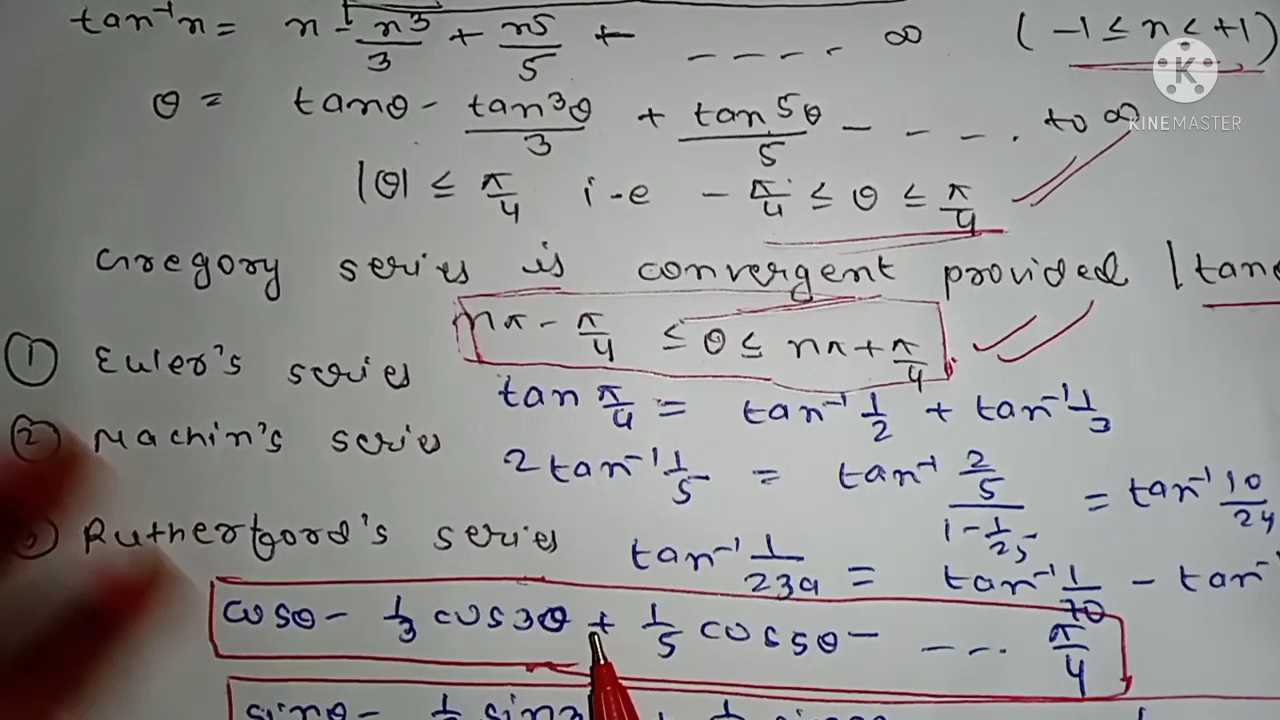 tan⁻¹x = x - x³/3 + x5/5 + - - - - ∞ (-1 ≤ x < +1)
K
KINEMASTER
θ = tanθ - tan³θ/3 + tan⁵θ/5 - - - - . to ∞
|θ| ≤ π/4 i-e - π/4 ≤ θ ≤ π/4
Gregory series is convergent provided |tanθ
nπ - π/4 ≤ θ ≤ nπ + π/4
① Euler's series tan π/4 = tan⁻¹ 1/2 + tan⁻¹ 1/3
② Machin's series 2tan⁻¹ 1/5 = tan⁻¹ (2/5)/(1 - 1/25) = tan⁻¹ 10/24
Rutherford's series tan⁻¹ 1/239 = tan⁻¹ 1/70 - tan⁻¹
cosθ - 1/3 cos3θ + 1/5 cos5θ - - - - . π/4
sinθ -